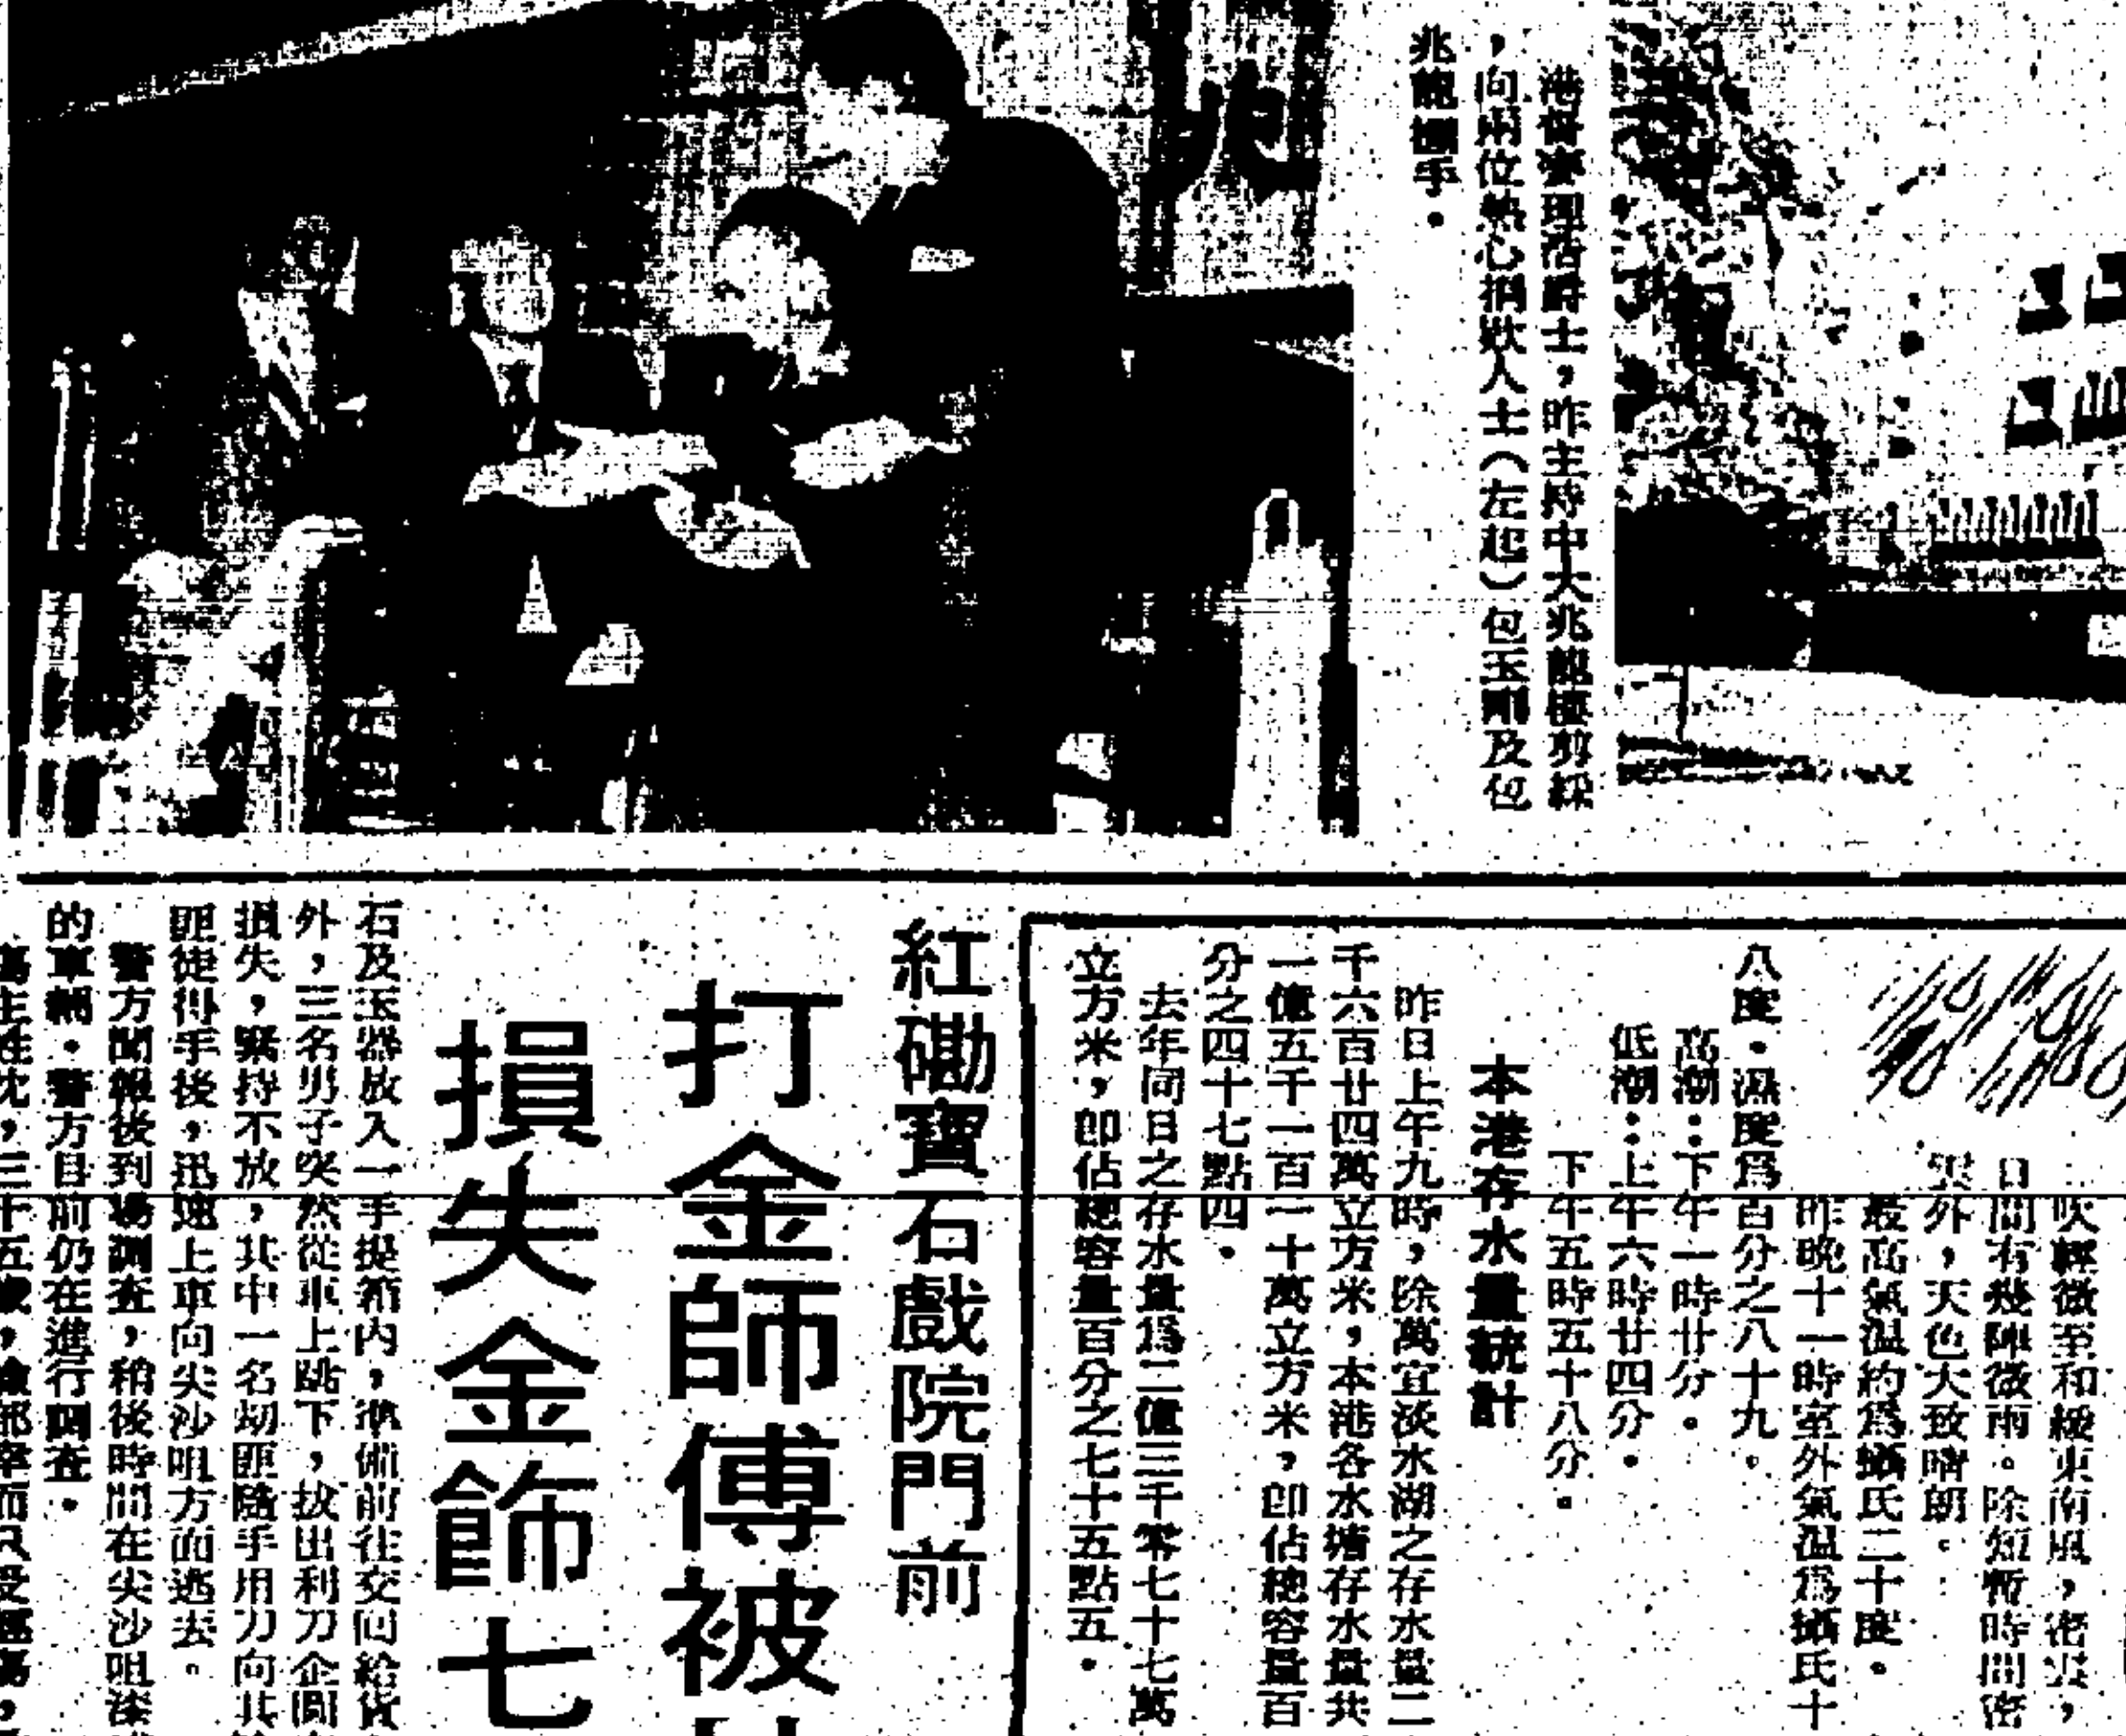 港督麥理浩爵士,昨主持中大兆龍樓剪綵
,向兩位熱心捐款人士(左起)包玉剛及包
兆龍握手.
吹輕微至和緩東南風,密雲,
日間有幾陣微雨。除短暫時間密
雲外,天色大致晴朗。
最高氣溫約爲攝氏二十度.
昨晚十一時室外氣溫爲攝氏十
八度.濕度爲百分之八十九。
高潮:下午一時廿分.
低潮:上午六時廿四分.
下午五時五十八分。
本港存水量統計
昨日上午九時,除萬宜淡水湖之存水量二
千六百廿四萬立方米,本港各水塘存水量共
一億五千一百一十萬立方米,卽佔總容量百
分之四十七點四.
去年同日之存水量爲二億三千零七十七萬
立方米,卽佔總容量百分之七十五點五.
紅磡寶石戲院門前
打金師傅被
損失金飾七
石及玉器放入一手提箱內,準備前往交回給貨
外,三名男子突然從車上跳下,拔出利刀企圖
損失,緊持不放,其中一名刧匪隨手用刀向其
匪徒得手後,迅速上車向尖沙咀方面逃去。
警方聞報後到場調查,稍後時間在尖沙咀
的車輛.警方目前仍在進行調查.
三十五歲,